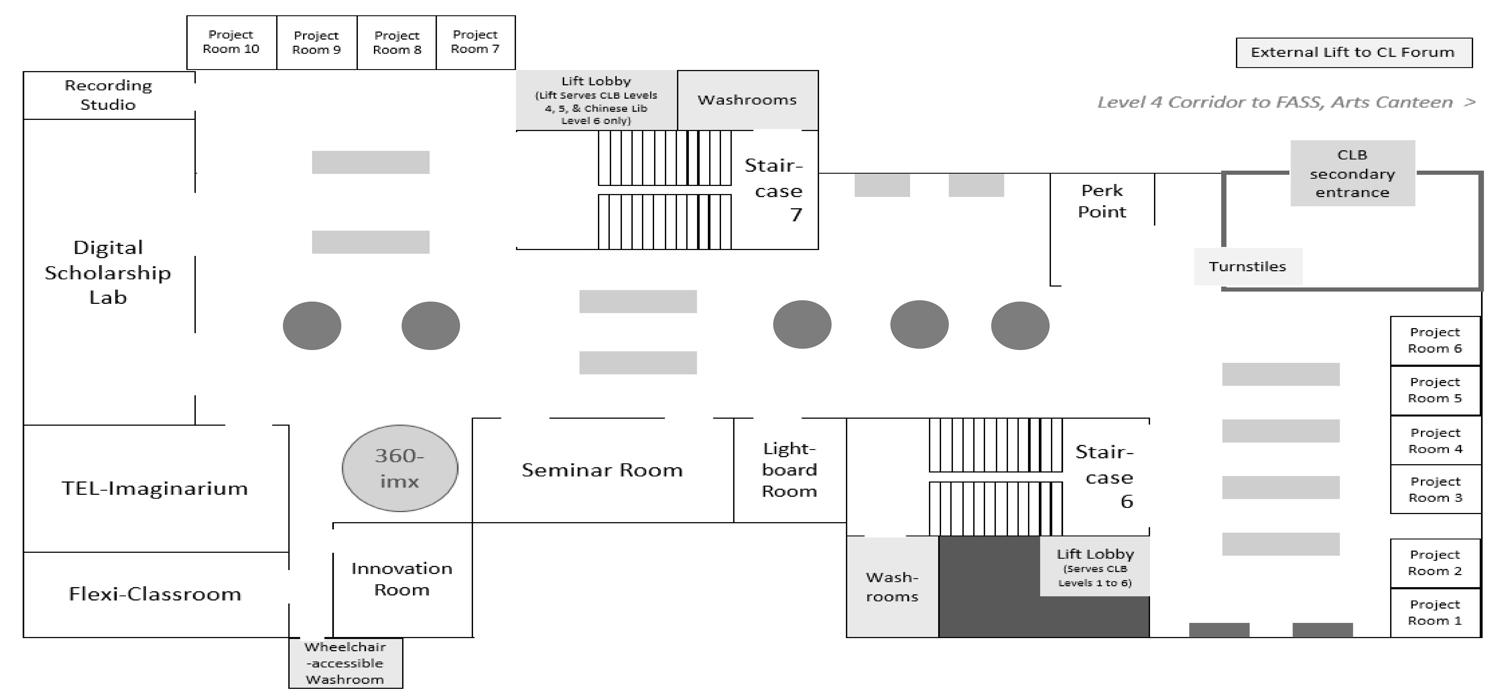 Project
Room 10
Project
Room 9
Project
Room 8
Project
Room 7
External Lift to CL Forum
Recording
Studio
Lift Lobby
(Lift Serves CLB Levels
4, 5, & Chinese Lib
Level 6 only)
Washrooms
Level 4 Corridor to FASS, Arts Canteen >
Stair-
case
7
CLB
secondary
entrance
Perk
Point
Digital
Scholarship
Lab
Turnstiles
Project
Room 6
Project
Room 5
Project
Room 4
Project
Room 3
360-
imx
Seminar Room
Light-
board
Room
Stair-
case
6
TEL-Imaginarium
Innovation
Room
Flexi-Classroom
Wash-
rooms
Lift Lobby
(Serves CLB
Levels 1 to 6)
Project
Room 2
Project
Room 1
Wheelchair
-accessible
Washroom